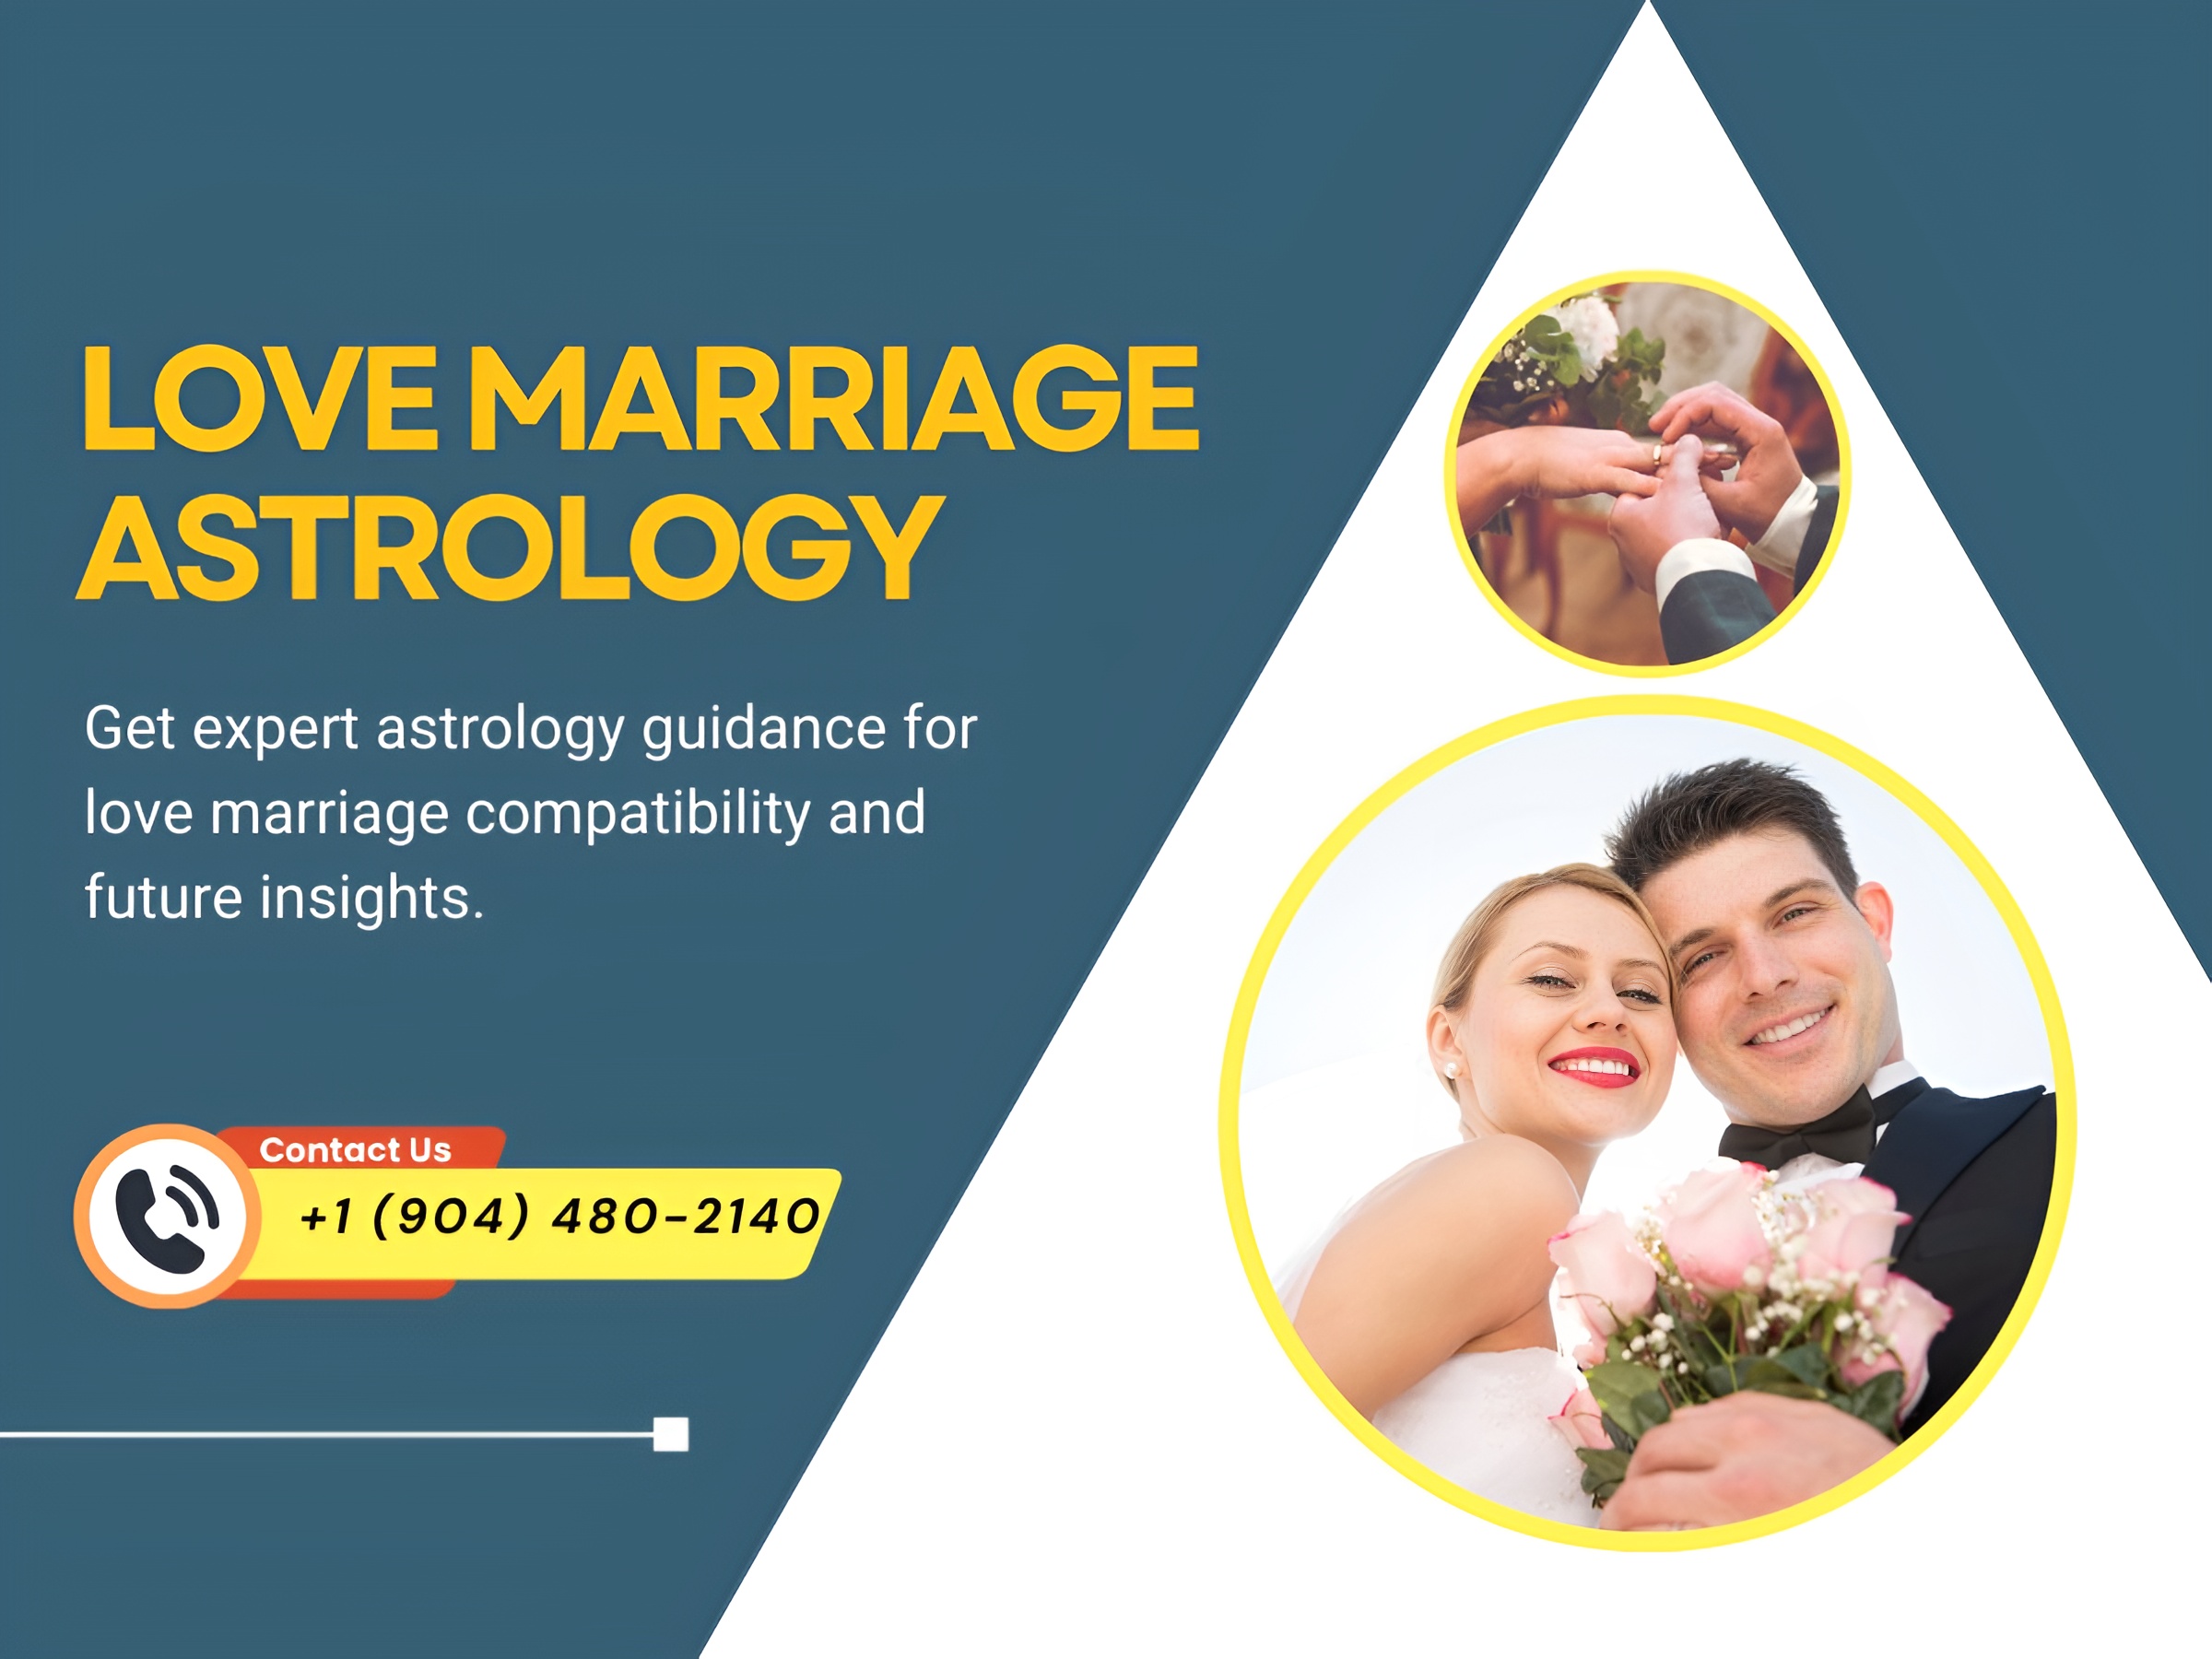 LOVE MARRIAGE
ASTROLOGY
Get expert astrology guidance for
love marriage compatibility and
future insights.
Contact Us
+1 (904) 480-2140